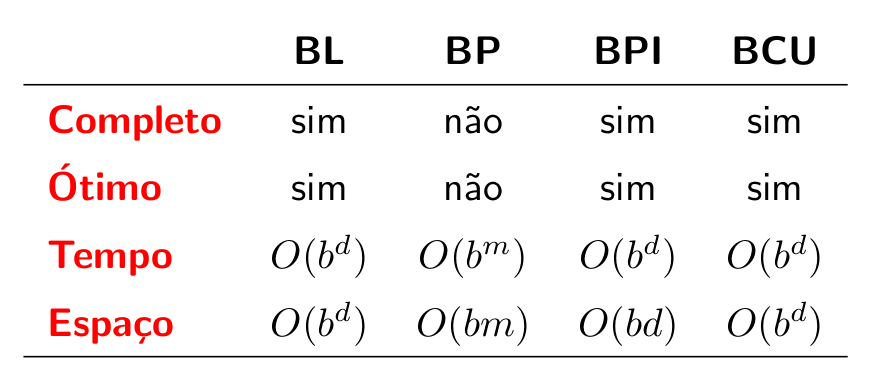 BL BP BPI BCU
Completo sim não sim sim
Ótimo sim não sim sim
Tempo O(b^d) O(b^m) O(b^d) O(b^d)
Espaço O(b^d) O(bm) O(bd) O(b^d)